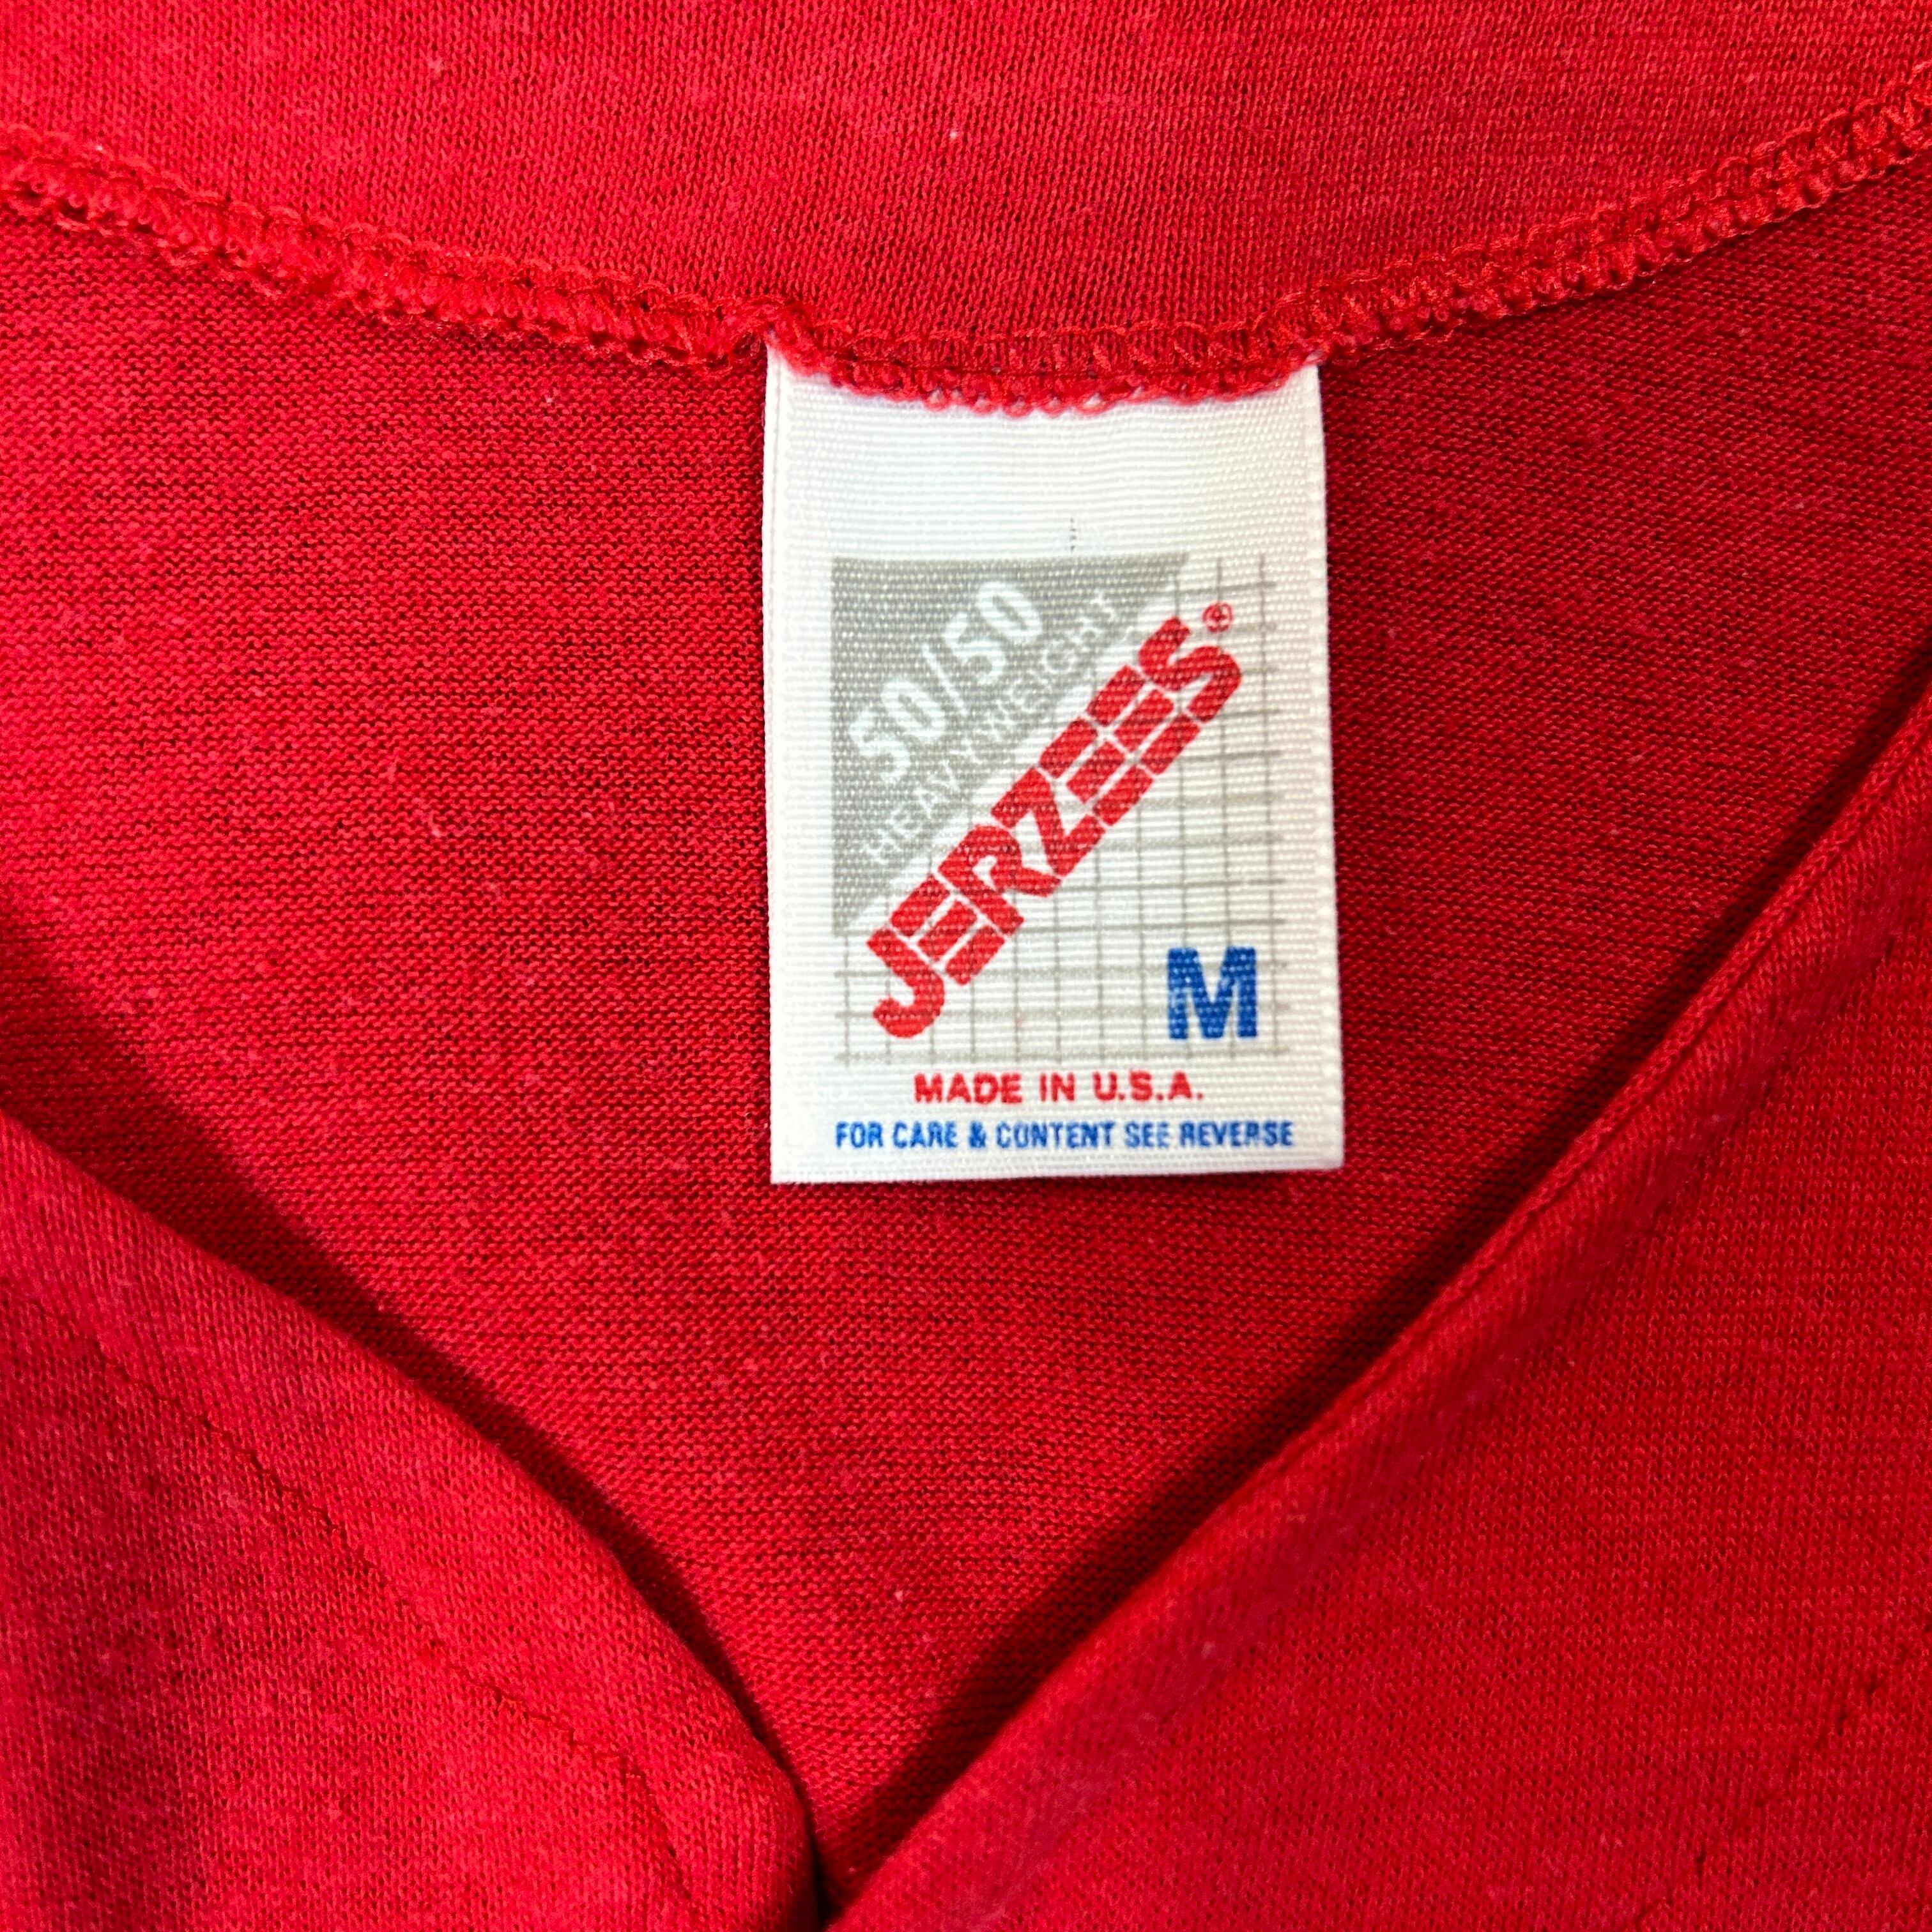 50/50
HEAVYWEIGHT
JERZEES®
M
MADE IN U.S.A.
FOR CARE & CONTENT SEE REVERSE